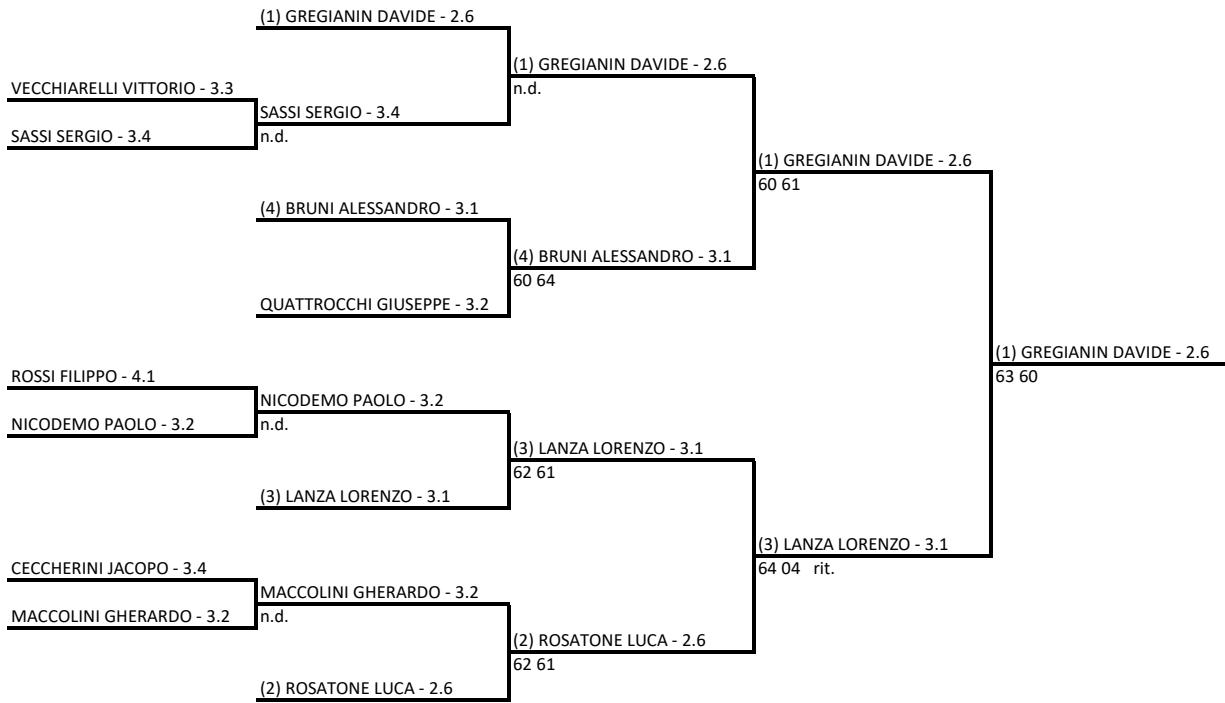 (1) GREGIANIN DAVIDE - 2.6
(1) GREGIANIN DAVIDE - 2.6
VECCHIARELLI VITTORIO - 3.3
n.d.
SASSI SERGIO - 3.4
SASSI SERGIO - 3.4
n.d.
(1) GREGIANIN DAVIDE - 2.6
60 61
(4) BRUNI ALESSANDRO - 3.1
(4) BRUNI ALESSANDRO - 3.1
60 64
QUATTROCCHI GIUSEPPE - 3.2
(1) GREGIANIN DAVIDE - 2.6
63 60
ROSSI FILIPPO - 4.1
NICODEMO PAOLO - 3.2
NICODEMO PAOLO - 3.2
n.d.
(3) LANZA LORENZO - 3.1
62 61
(3) LANZA LORENZO - 3.1
(3) LANZA LORENZO - 3.1
64 04 rit.
CECCHERINI JACOPO - 3.4
MACCOLINI GHERARDO - 3.2
MACCOLINI GHERARDO - 3.2
n.d.
(2) ROSATONE LUCA - 2.6
62 61
(2) ROSATONE LUCA - 2.6